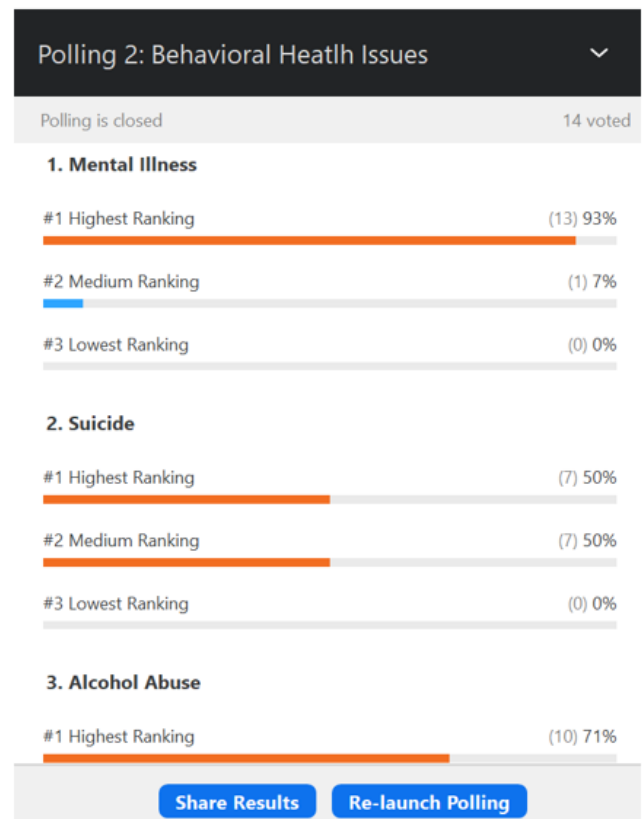 Polling 2: Behavioral Heatlh Issues
Polling is closed 14 voted
1. Mental Illness
#1 Highest Ranking (13) 93%
#2 Medium Ranking (1) 7%
#3 Lowest Ranking (0) 0%
2. Suicide
#1 Highest Ranking (7) 50%
#2 Medium Ranking (7) 50%
#3 Lowest Ranking (0) 0%
3. Alcohol Abuse
#1 Highest Ranking (10) 71%
Share Results Re-launch Polling